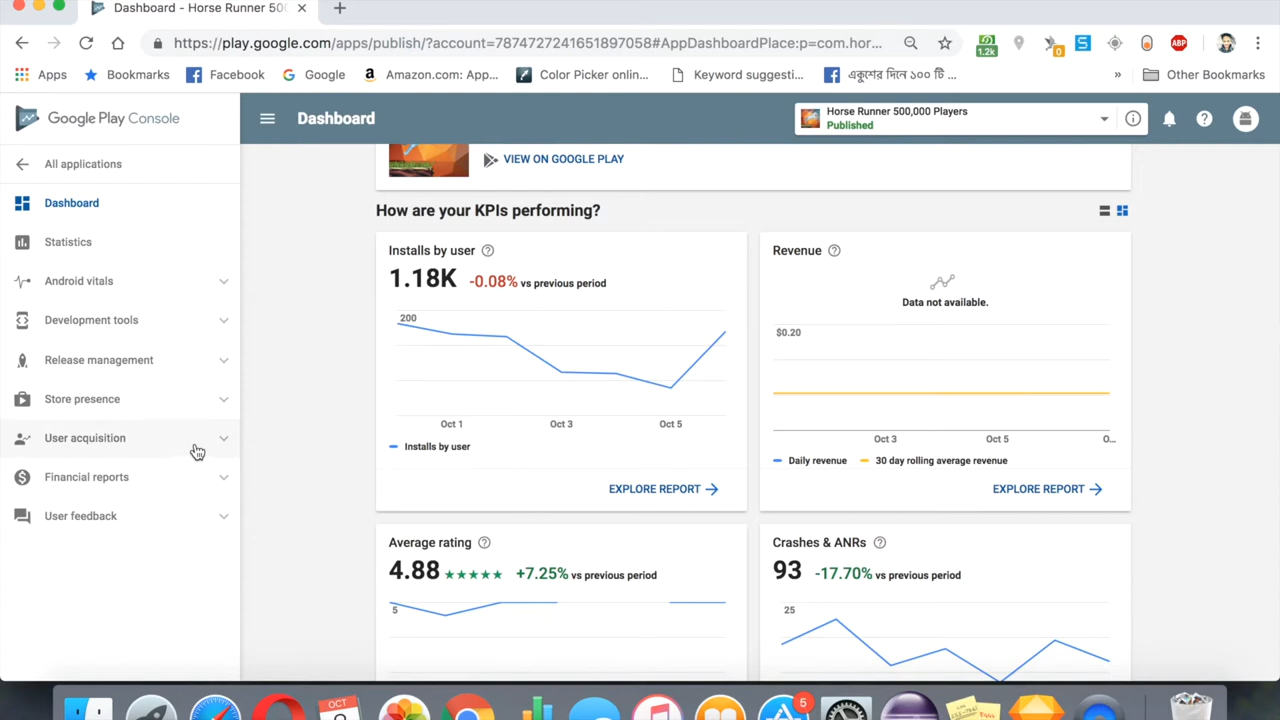 Dashboard - Horse Runner 500
https://play.google.com/apps/publish/?account=7874727241651897058#AppDashboardPlace:p=com.hor...
1.2k
0
S
ABP
Apps
Bookmarks
Facebook
Google
Amazon.com: App...
Color Picker onlin...
Keyword suggesti...
একুশের দিনে ১০০ টি ...
»
Other Bookmarks
Google Play Console
Dashboard
Horse Runner 500,000 Players
Published
All applications
Dashboard
Statistics
Android vitals
Development tools
Release management
Store presence
User acquisition
Financial reports
User feedback
VIEW ON GOOGLE PLAY
How are your KPIs performing?
Installs by user
1.18K -0.08% vs previous period
200
Oct 1 Oct 3 Oct 5
Installs by user
EXPLORE REPORT
Revenue
Data not available.
$0.20
Oct 3 Oct 5 O...
Daily revenue 30 day rolling average revenue
EXPLORE REPORT
Average rating
4.88 ★★★★★ +7.25% vs previous period
5
Crashes & ANRs
93 -17.70% vs previous period
25
OCT
5